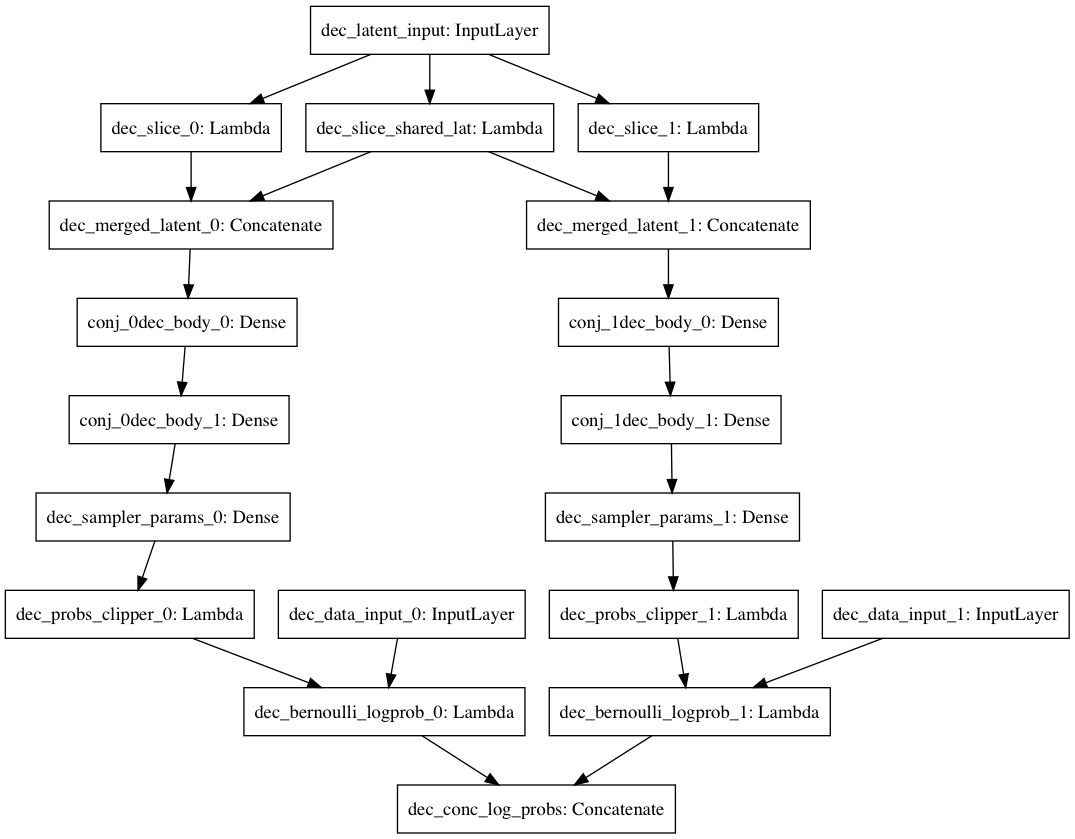 dec_latent_input: InputLayer
dec_slice_0: Lambda
dec_slice_shared_lat: Lambda
dec_slice_1: Lambda
dec_merged_latent_0: Concatenate
dec_merged_latent_1: Concatenate
conj_0dec_body_0: Dense
conj_1dec_body_0: Dense
conj_0dec_body_1: Dense
conj_1dec_body_1: Dense
dec_sampler_params_0: Dense
dec_sampler_params_1: Dense
dec_probs_clipper_0: Lambda
dec_data_input_0: InputLayer
dec_probs_clipper_1: Lambda
dec_data_input_1: InputLayer
dec_bernoulli_logprob_0: Lambda
dec_bernoulli_logprob_1: Lambda
dec_conc_log_probs: Concatenate